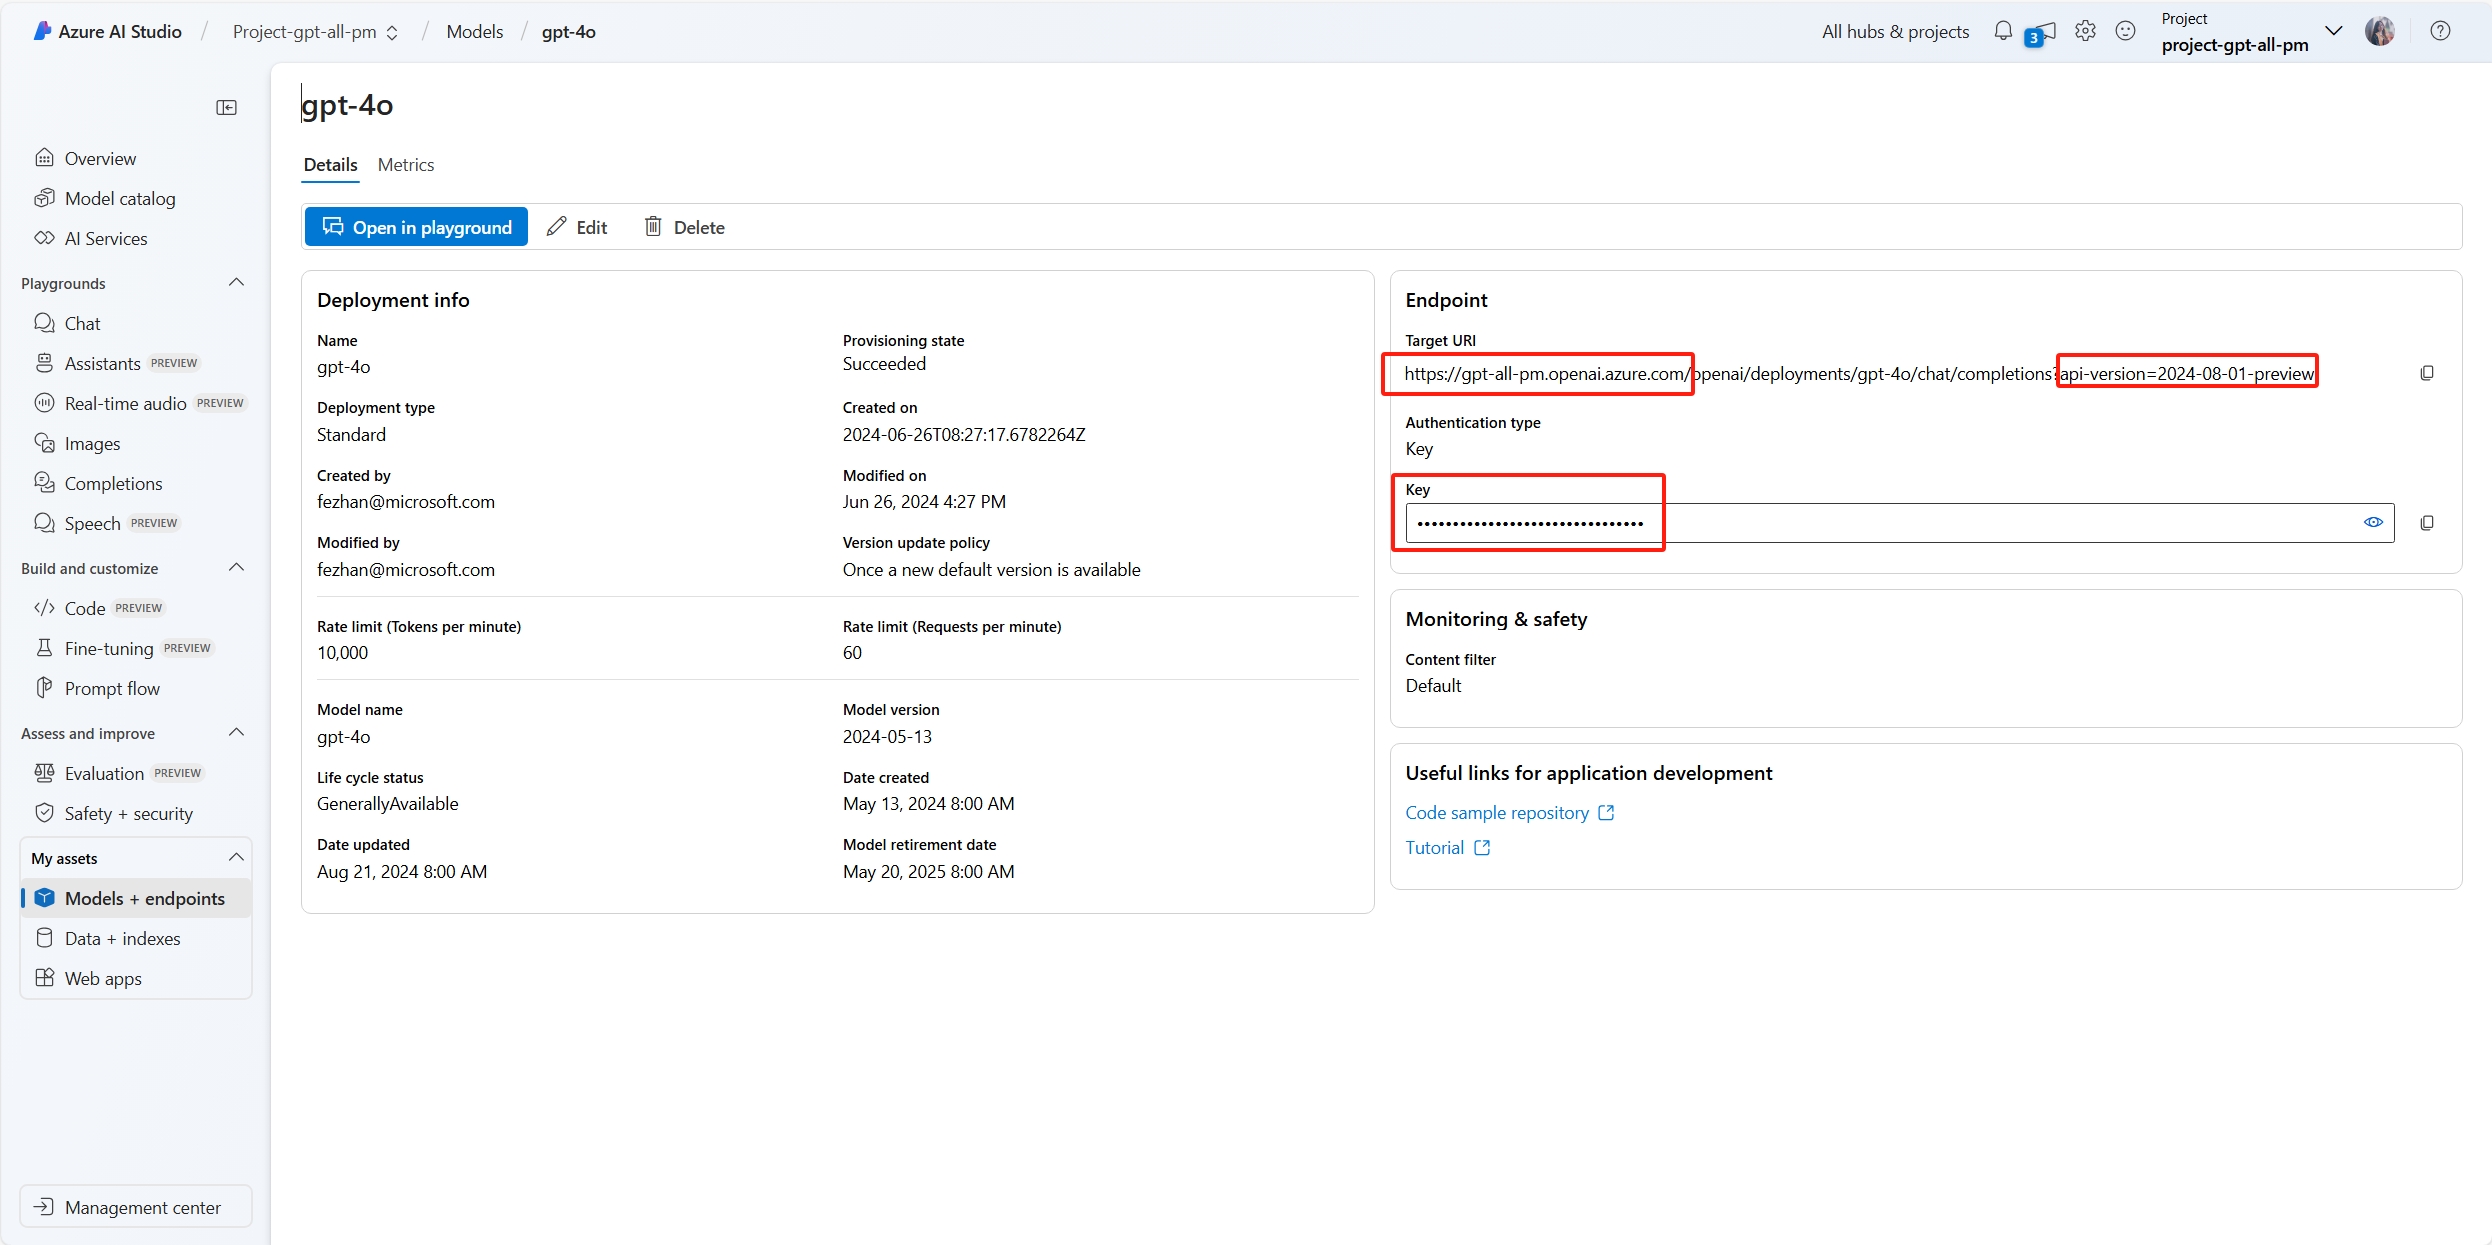 Azure AI Studio / Project-gpt-all-pm / Models / gpt-4o
All hubs & projects
3
Project
project-gpt-all-pm
Overview
Model catalog
AI Services
Playgrounds
Chat
Assistants PREVIEW
Real-time audio PREVIEW
Images
Completions
Speech PREVIEW
Build and customize
Code PREVIEW
Fine-tuning PREVIEW
Prompt flow
Assess and improve
Evaluation PREVIEW
Safety + security
My assets
Models + endpoints
Data + indexes
Web apps
Management center
gpt-4o
Details Metrics
Open in playground Edit Delete
Deployment info
Name
gpt-4o
Provisioning state
Succeeded
Deployment type
Standard
Created on
2024-06-26T08:27:17.6782264Z
Created by
fezhan@microsoft.com
Modified on
Jun 26, 2024 4:27 PM
Modified by
fezhan@microsoft.com
Version update policy
Once a new default version is available
Rate limit (Tokens per minute)
10,000
Rate limit (Requests per minute)
60
Model name
gpt-4o
Model version
2024-05-13
Life cycle status
GenerallyAvailable
Date created
May 13, 2024 8:00 AM
Date updated
Aug 21, 2024 8:00 AM
Model retirement date
May 20, 2025 8:00 AM
Endpoint
Target URI
https://gpt-all-pm.openai.azure.com/openai/deployments/gpt-4o/chat/completions?api-version=2024-08-01-preview
Authentication type
Key
Key
••••••••••••••••••••••••••••••••
Monitoring & safety
Content filter
Default
Useful links for application development
Code sample repository
Tutorial